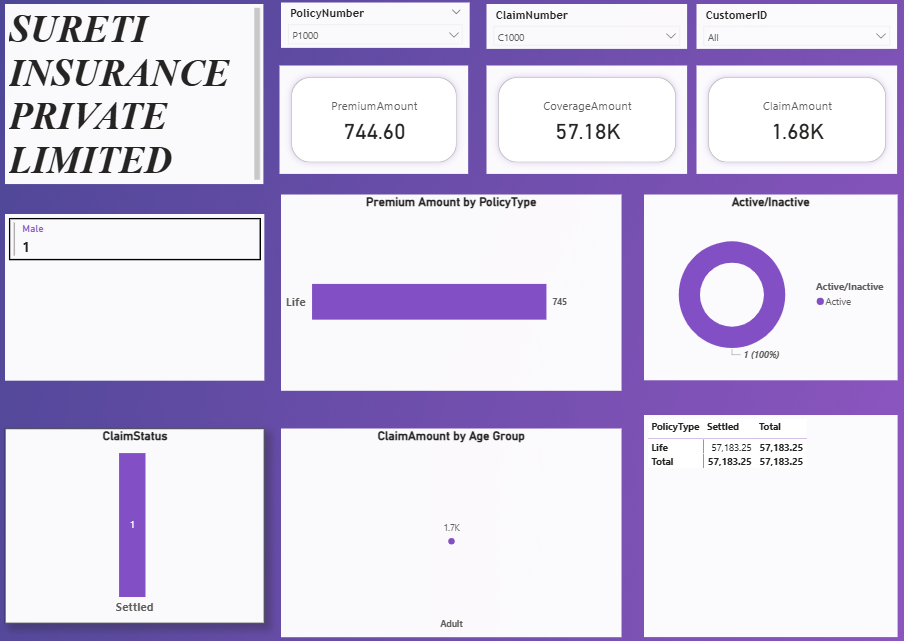 SURETI
INSURANCE
PRIVATE
LIMITED
PolicyNumber
P1000
ClaimNumber
C1000
CustomerID
All
PremiumAmount
744.60
CoverageAmount
57.18K
ClaimAmount
1.68K
Male
1
Premium Amount by PolicyType
Life
745
Active/Inactive
Active/Inactive
Active
1 (100%)
ClaimStatus
1
Settled
ClaimAmount by Age Group
1.7K
Adult
PolicyType Settled Total
Life 57,183.25 57,183.25
Total 57,183.25 57,183.25